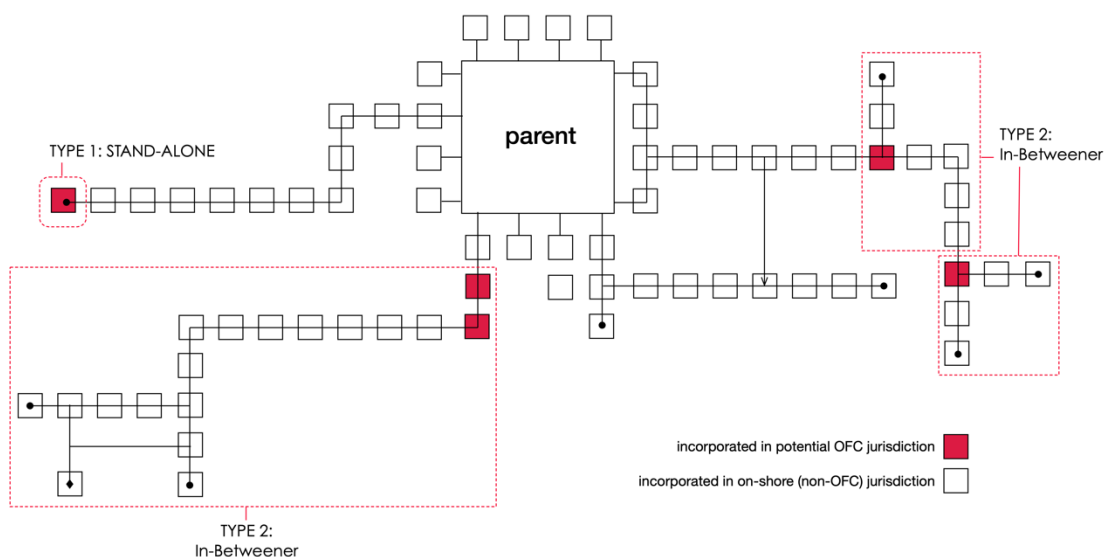 parent
TYPE 1: STAND-ALONE
TYPE 2:
In-Betweener
incorporated in potential OFC jurisdiction
incorporated in on-shore (non-OFC) jurisdiction
TYPE 2:
In-Betweener